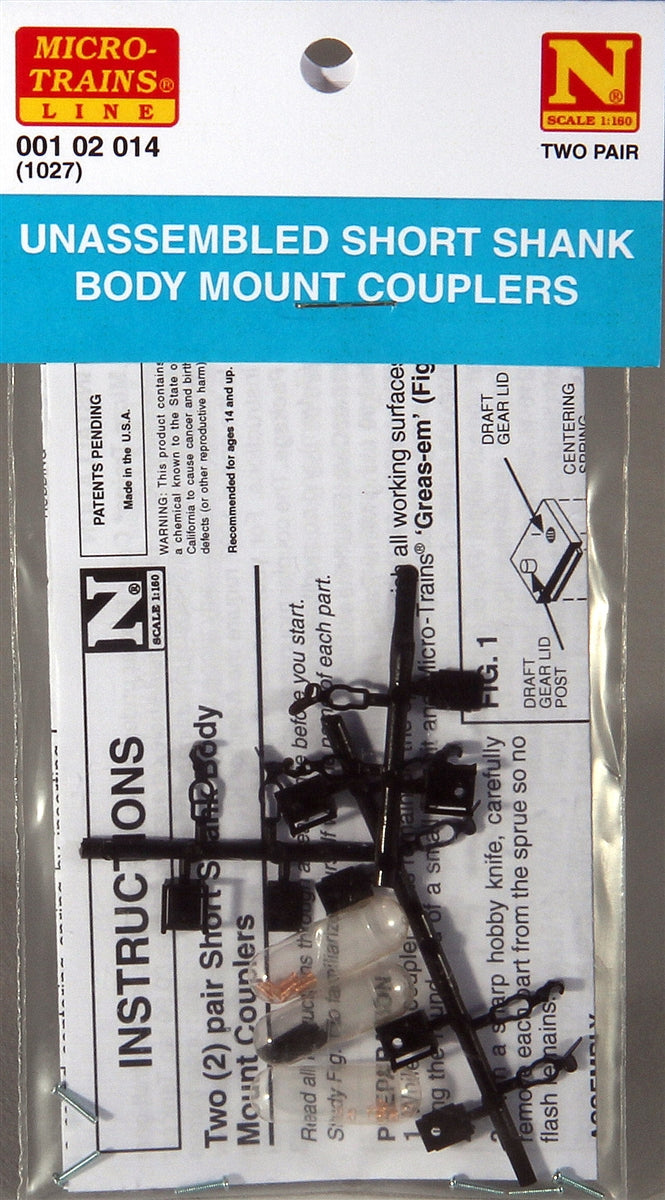 MICRO-
TRAINS®
LINE
001 02 014
(1027)
N®
SCALE 1:160
TWO PAIR
UNASSEMBLED SHORT SHANK
BODY MOUNT COUPLERS
PATENTS PENDING
Made in the U.S.A.
WARNING: This product contains
a chemical known to the State o
California to cause cancer and birth
defects (or other reproductive harm)
Recommended for ages 14 and up.
N®
SCALE 1:160
INSTRUCTIONS
Two (2) pair Short Shank Body
Mount Couplers
Read all before you start.
Study Fig. of each part.
all working surfaces
Micro-Trains® 'Greas-em' (Fig
DRAFT
GEAR LID
CENTERING
SPRING
FIG. 1
DRAFT
GEAR LID
POST
a sharp hobby knife, carefully
remove each part from the sprue so no
flash remains.
ASSEMBLY